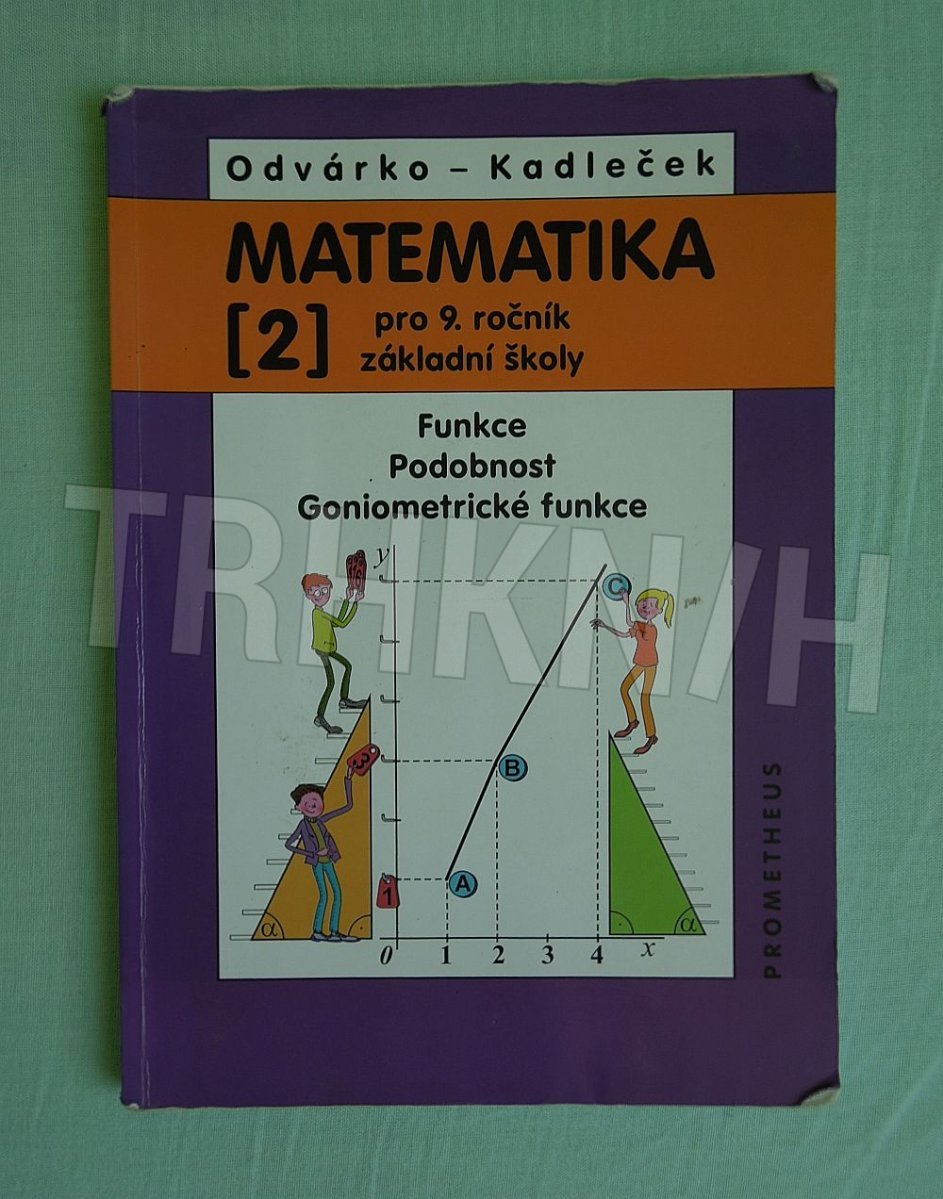 Odvárko – Kadleček
MATEMATIKA
[2] pro 9. ročník
základní školy
Funkce
Podobnost
Goniometrické funkce
TRHKNIH
y
C
3
B
1
A
α
α
0 1 2 3 4 x
PROMETHEUS